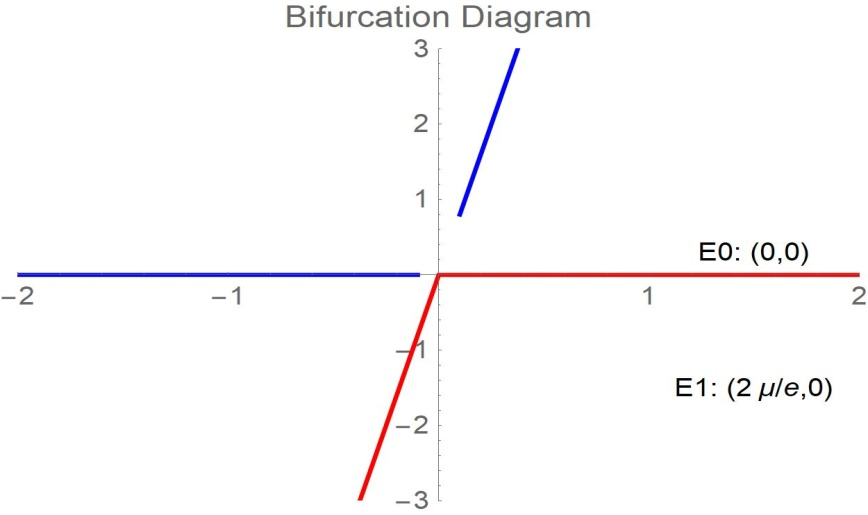 Bifurcation Diagram
3
2
1
E0: (0,0)
−2 −1 1 2
−1
E1: (2 μ/e,0)
−2
−3